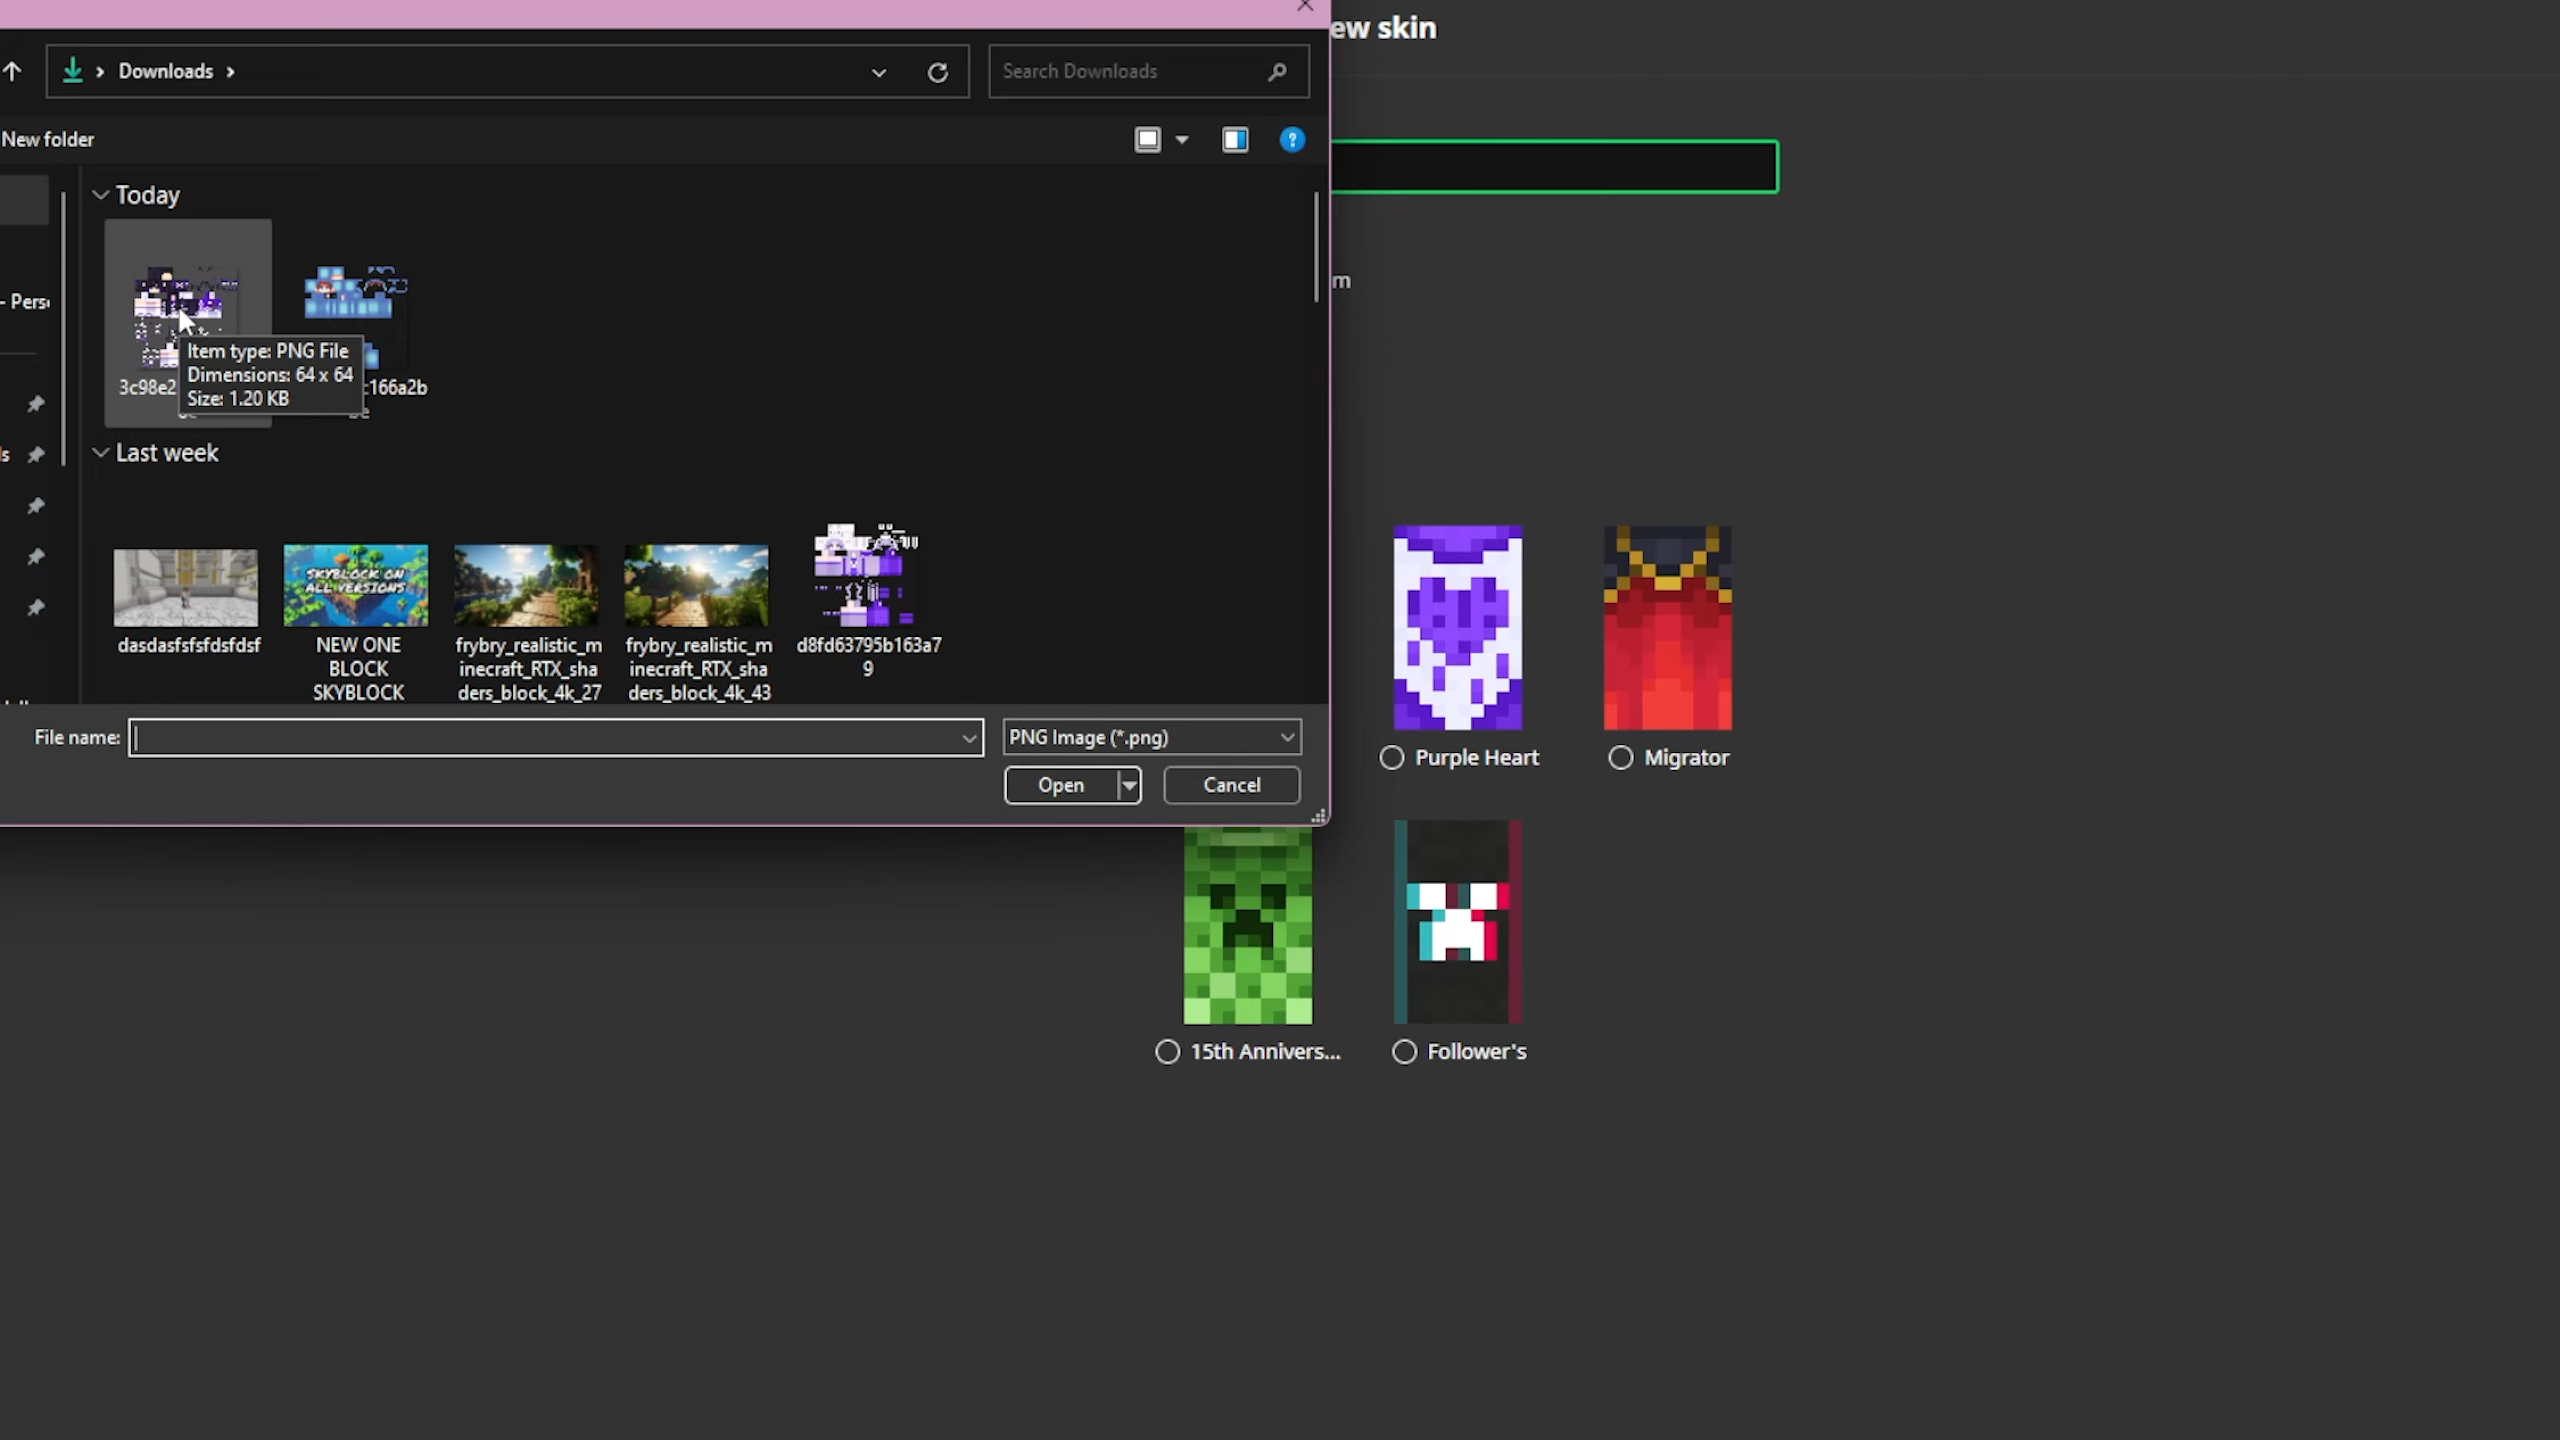 ew skin
Downloads
Search Downloads
New folder
Today
- Pers
m
Item type: PNG File
Dimensions: 64 x 64
3c98e2
c166a2b
Size: 1.20 KB
Last week
SKYBLOCK ON
ALL VERSIONS
dasdasfsfsfdsfdsf
NEW ONE
BLOCK
SKYBLOCK
frybry_realistic_m
inecraft_RTX_sha
ders_block_4k_27
frybry_realistic_m
inecraft_RTX_sha
ders_block_4k_43
d8fd63795b163a7
9
File name:
PNG Image (*.png)
Open
Cancel
Purple Heart
Migrator
15th Annivers...
Follower's